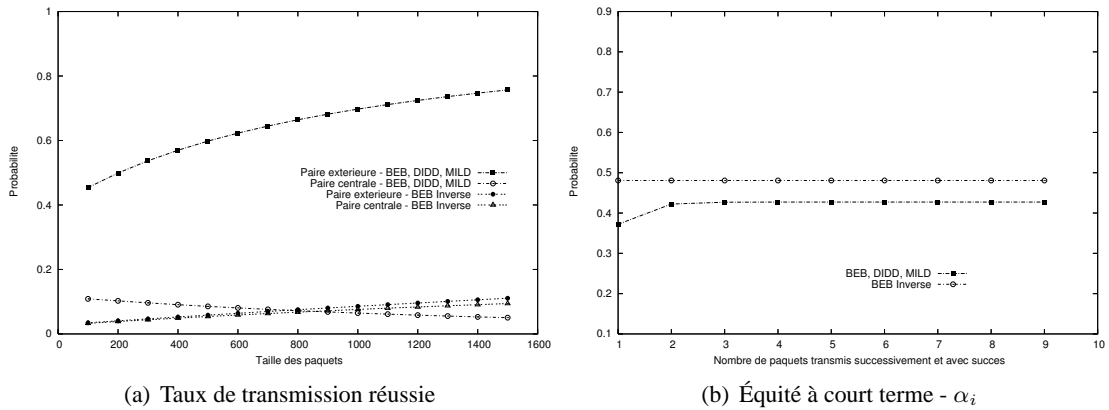 1
0.8
0.6
0.4
0.2
0
Probabilite
0 200 400 600 800 1000 1200 1400 1600
Taille des paquets
Paire exterieure - BEB, DIDD, MILD
Paire centrale - BEB, DIDD, MILD
Paire exterieure - BEB Inverse
Paire centrale - BEB Inverse
(a) Taux de transmission réussie
0.9
0.8
0.7
0.6
0.5
0.4
0.3
0.2
0.1
Probabilite
1 2 3 4 5 6 7 8 9 10
Nombre de paquets transmis successivement et avec succes
BEB, DIDD, MILD
BEB Inverse
(b) Équité à court terme - αi